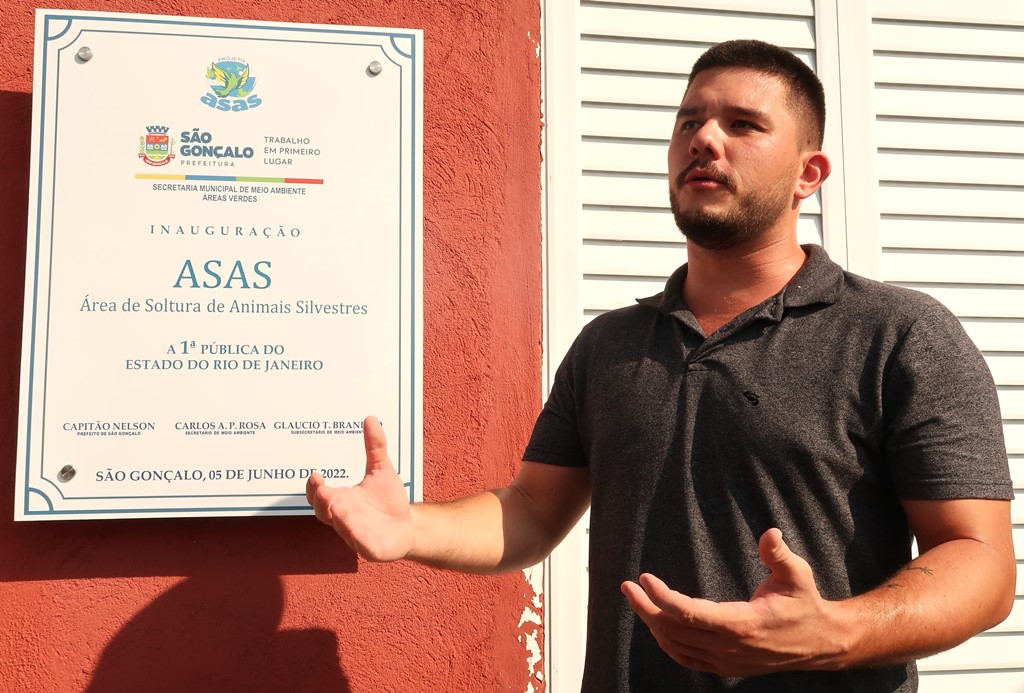 PROJETO
asas
SÃO
GONÇALO
PREFEITURA
TRABALHO
EM PRIMEIRO
LUGAR
SECRETARIA MUNICIPAL DE MEIO AMBIENTE
ÁREAS VERDES
INAUGURAÇÃO
ASAS
Área de Soltura de Animais Silvestres
A 1ª PÚBLICA DO
ESTADO DO RIO DE JANEIRO
CAPITÃO NELSON CARLOS A. P. ROSA GLAUCIO T.
PREFEITO DE SÃO GONÇALO SECRETÁRIO DE MEIO AMBIENTE SUBSECRETÁRIO DE MEIO AMBIENTE
SÃO GONÇALO, 05 DE JUNHO DE 2022.